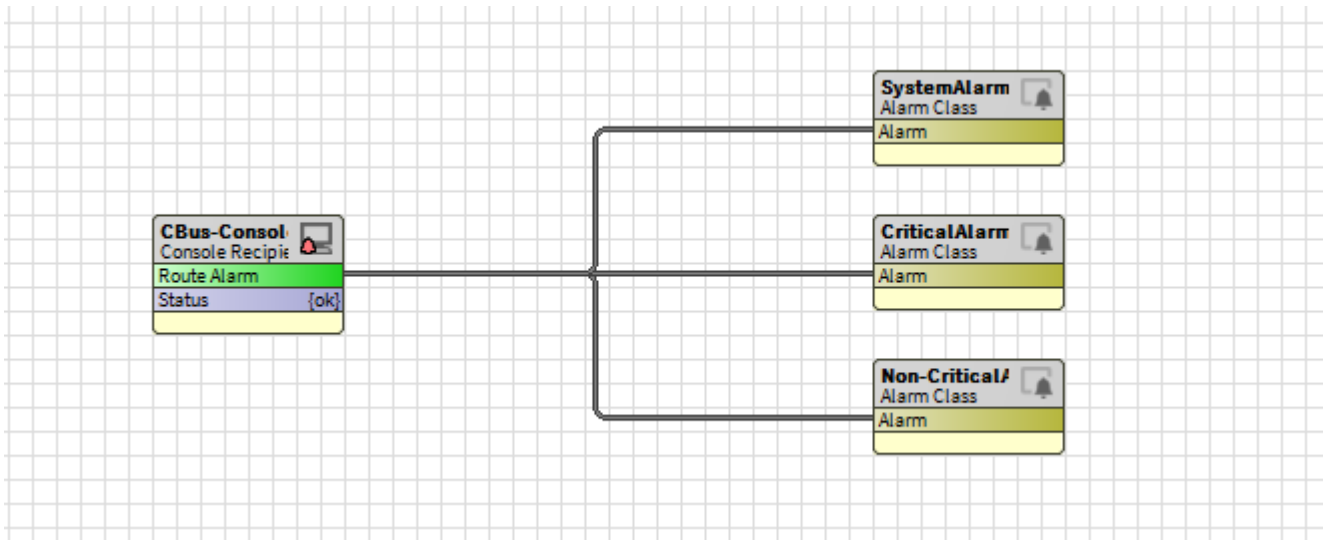 SystemAlarm
Alarm Class
Alarm
CBus-Consol
Console Recipie
Route Alarm
Status {ok}
CriticalAlarm
Alarm Class
Alarm
Non-Critical
Alarm Class
Alarm